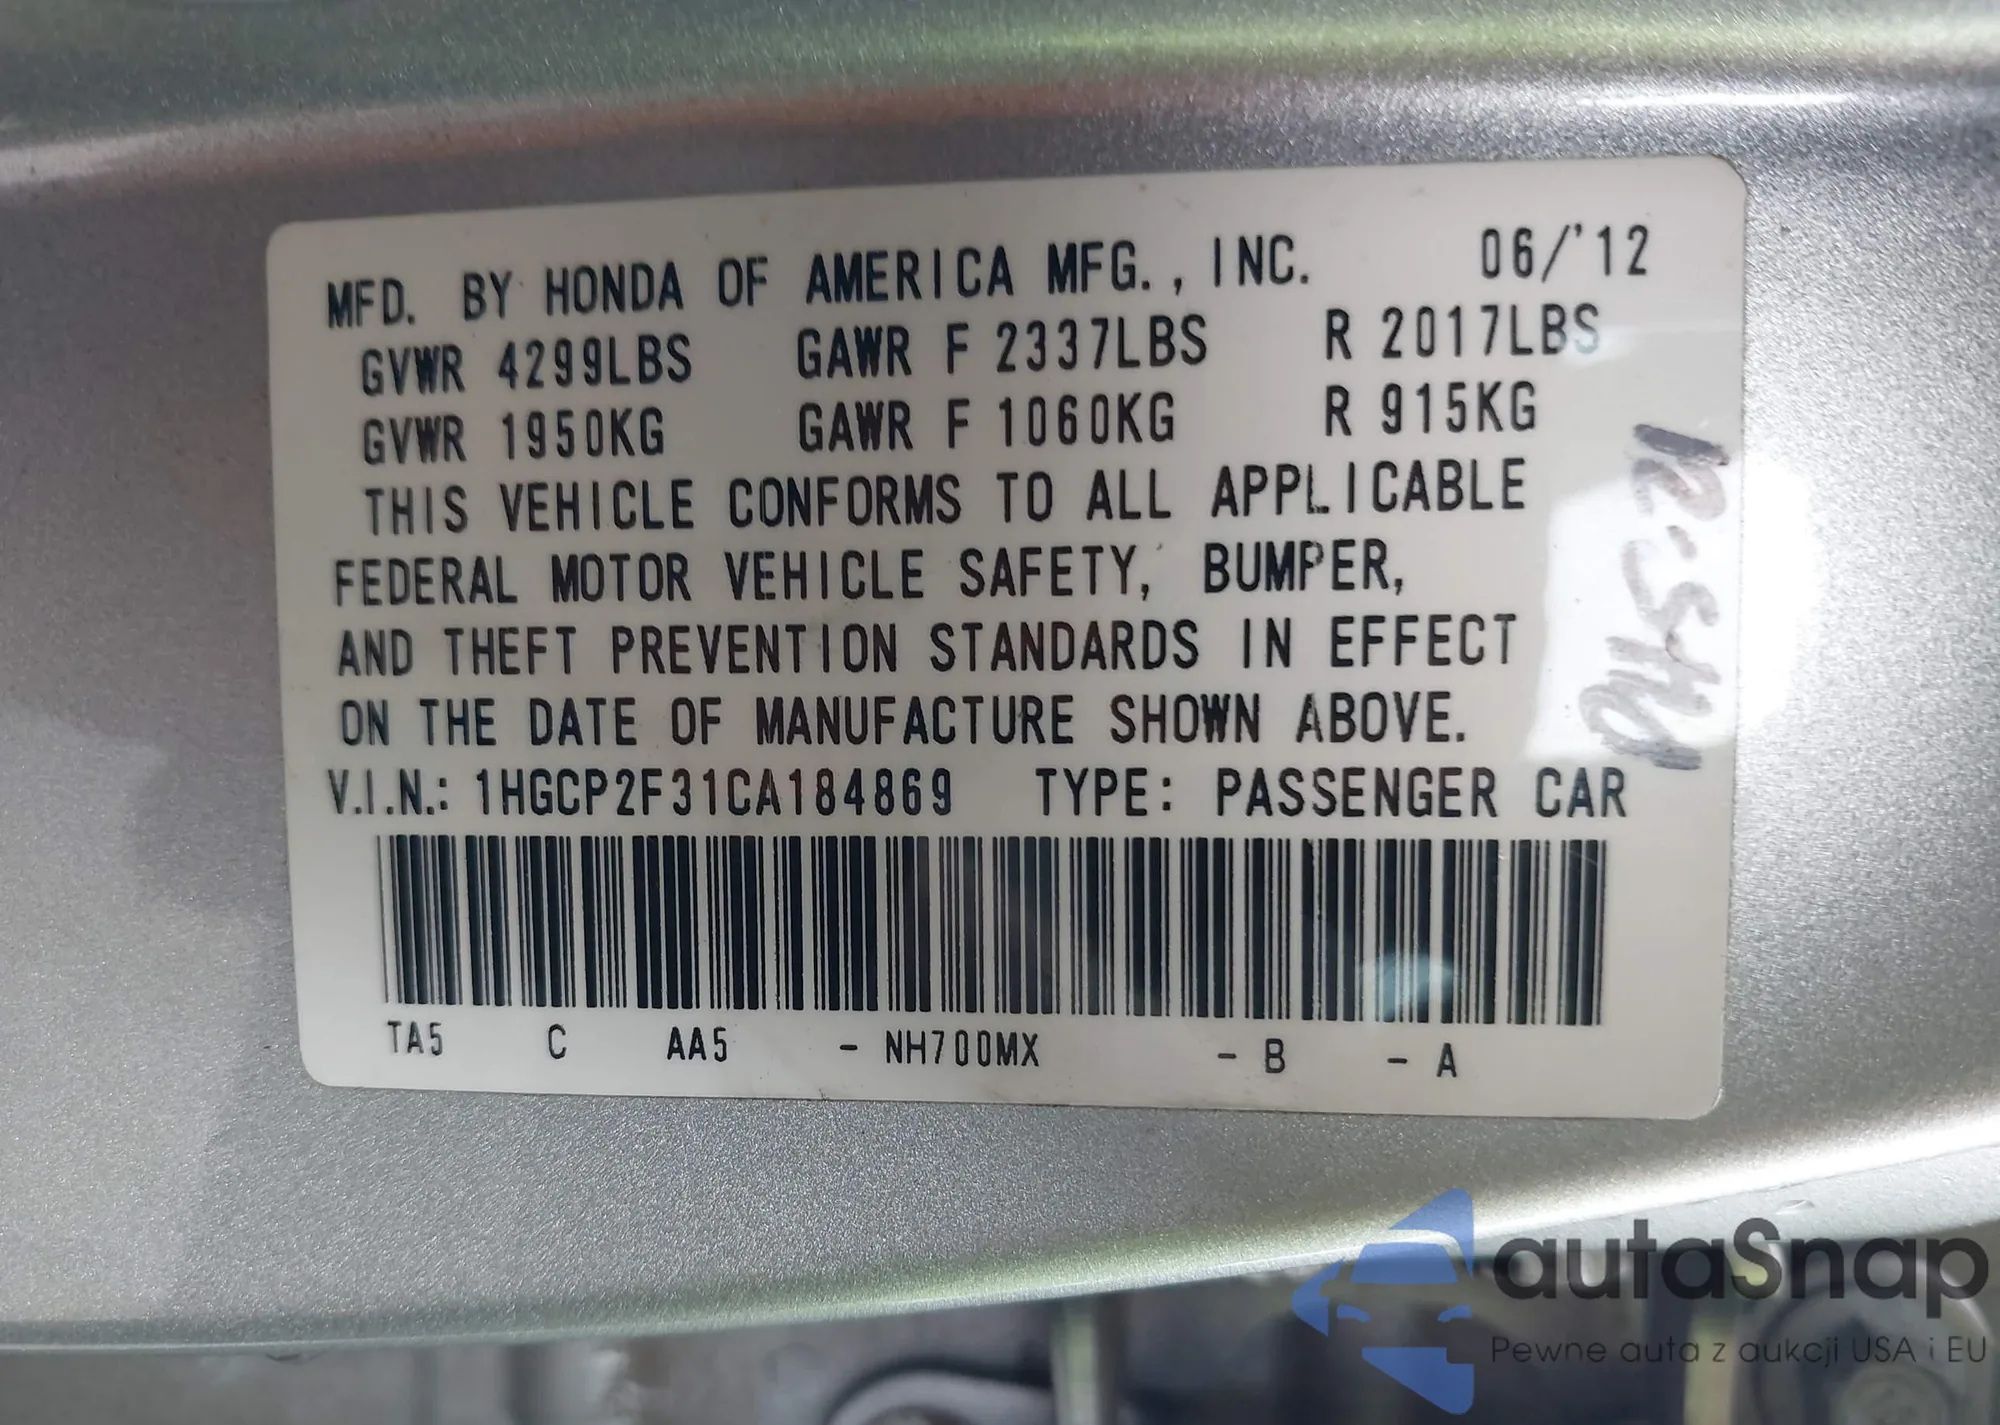 MFD. BY HONDA OF AMERICA MFG., INC. 06/'12
GVWR 4299LBS GAWR F 2337LBS R 2017LBS
GVWR 1950KG GAWR F 1060KG R 915KG
THIS VEHICLE CONFORMS TO ALL APPLICABLE
FEDERAL MOTOR VEHICLE SAFETY, BUMPER,
AND THEFT PREVENTION STANDARDS IN EFFECT
ON THE DATE OF MANUFACTURE SHOWN ABOVE.
V.I.N.: 1HGCP2F31CA184869 TYPE: PASSENGER CAR
TA5 C AA5 - NH700MX - B - A
autaSnap
Pewne auta z aukcji USA i EU